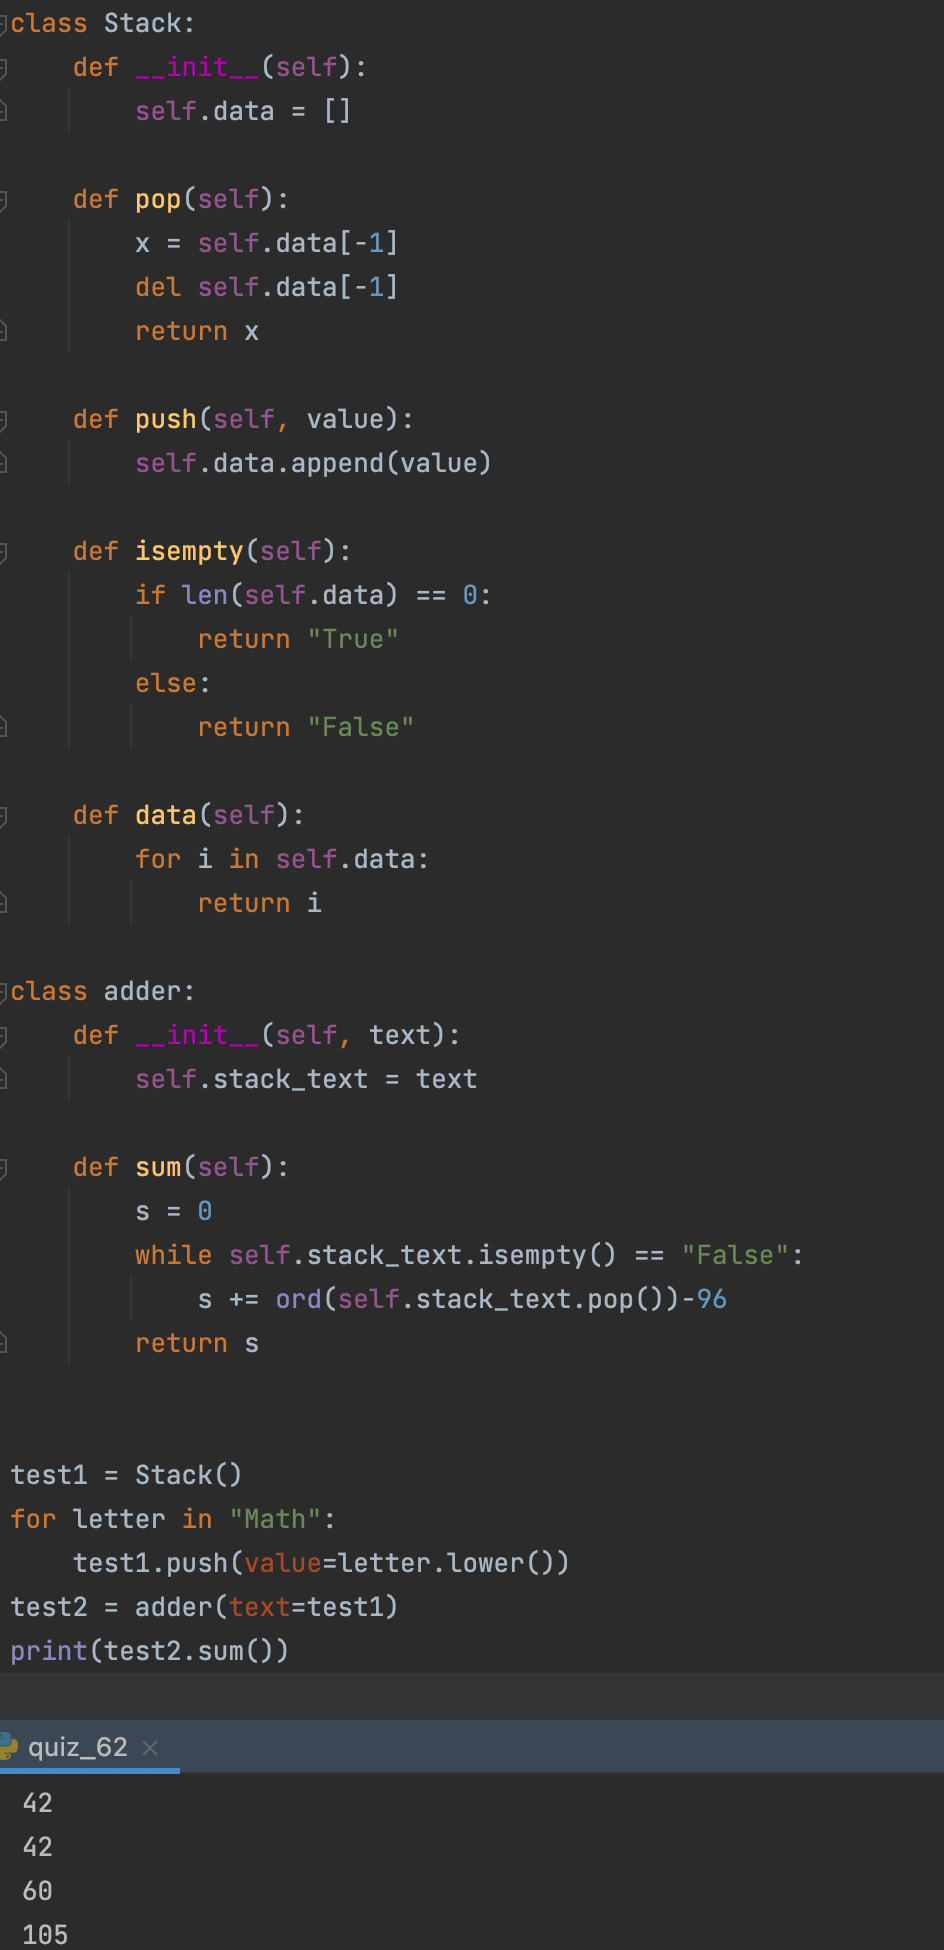 class Stack:
    def __init__(self):
        self.data = []

    def pop(self):
        x = self.data[-1]
        del self.data[-1]
        return x

    def push(self, value):
        self.data.append(value)

    def isempty(self):
        if len(self.data) == 0:
            return "True"
        else:
            return "False"

    def data(self):
        for i in self.data:
            return i

class adder:
    def __init__(self, text):
        self.stack_text = text

    def sum(self):
        s = 0
        while self.stack_text.isempty() == "False":
            s += ord(self.stack_text.pop())-96
        return s


test1 = Stack()
for letter in "Math":
    test1.push(value=letter.lower())
test2 = adder(text=test1)
print(test2.sum())
quiz_62
42
42
60
105